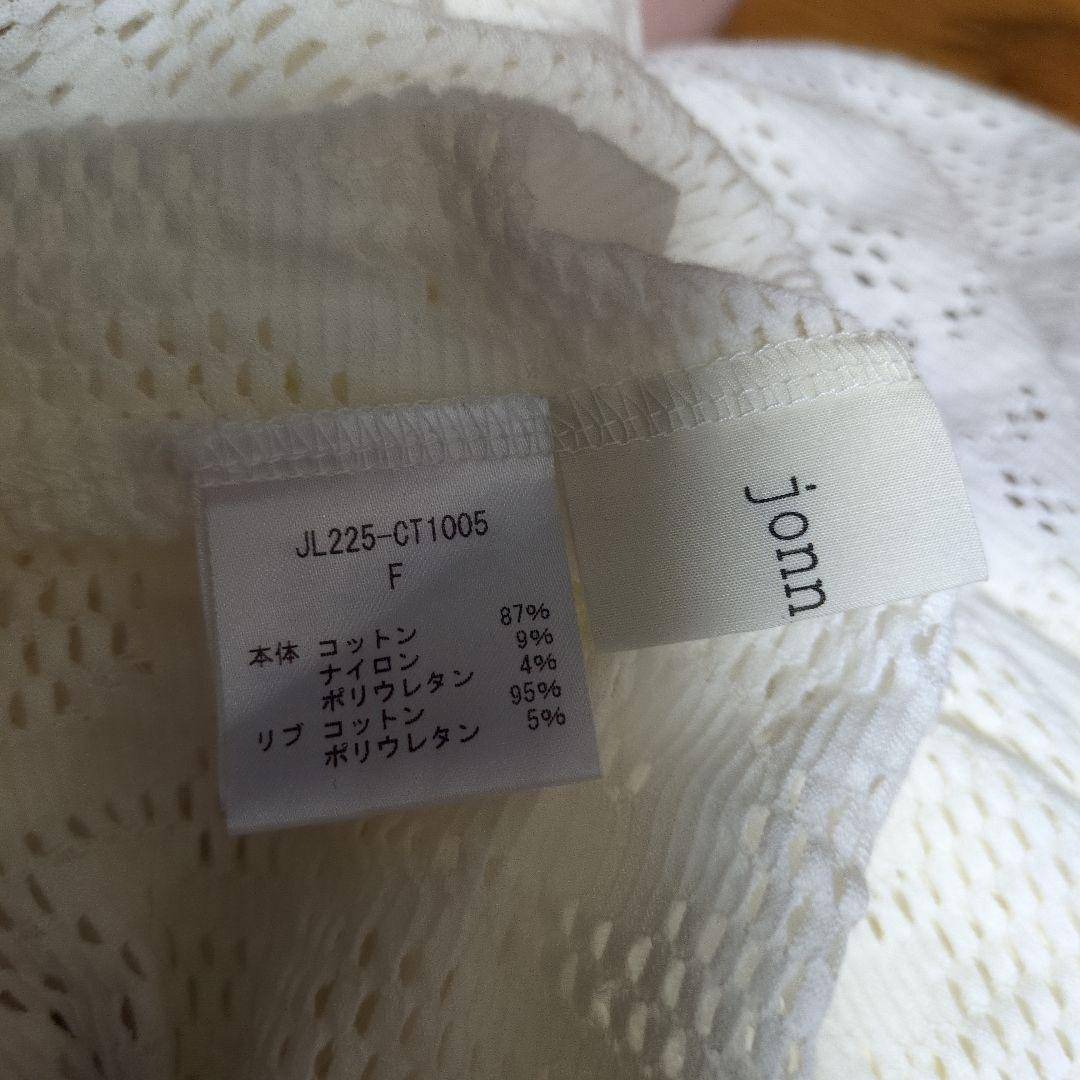 JL225-CT1005
F
本体 コットン 87%
ナイロン 9%
ポリウレタン 4%
リブ コットン 95%
ポリウレタン 5%
jonn